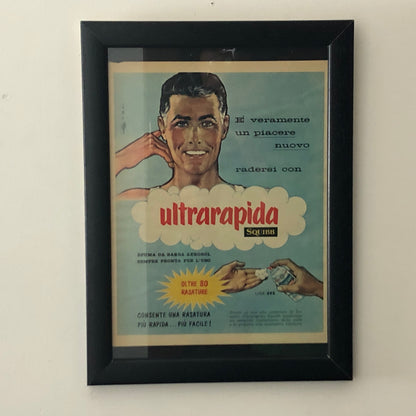 E' veramente
un piacere
nuovo
radersi con
ultrarapida
SQUIBB
SPUMA DA BARBA AEROSOL
SEMPRE PRONTA PER L'USO
OLTRE 80
RASATURE
LIRE
CONSENTE UNA RASATURA
PIÙ RAPIDA... PIÙ FACILE!